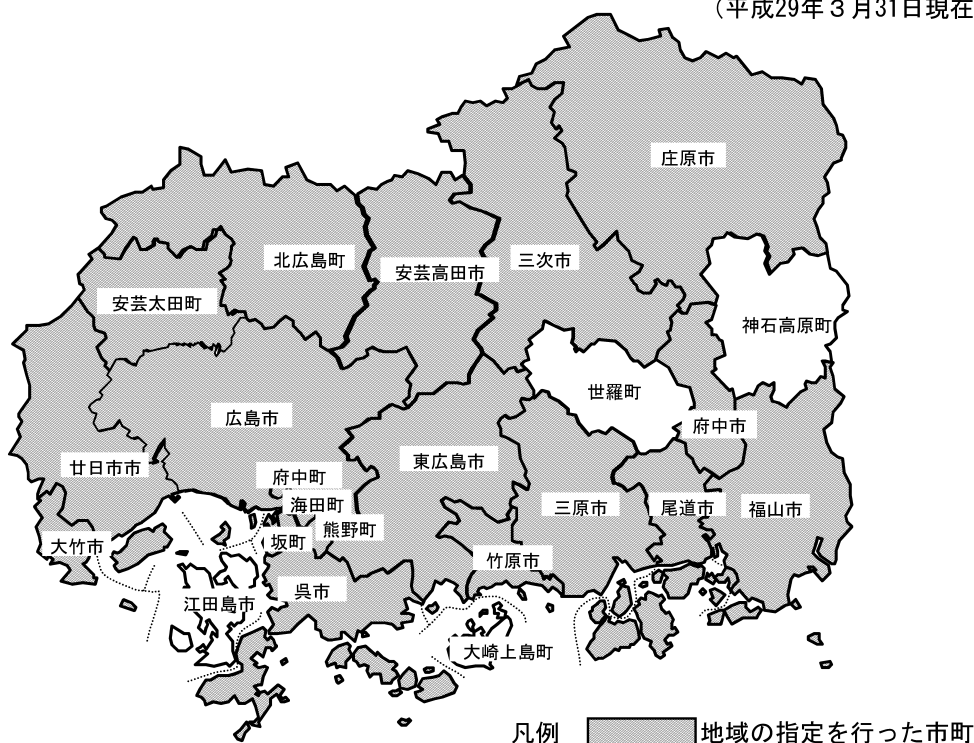 (平成29年３月31日現在
庄原市
北広島町
安芸高田市
三次市
安芸太田町
神石高原町
世羅町
広島市
府中市
廿日市市
府中町
東広島市
海田町
三原市
尾道市
福山市
熊野町
坂町
大竹市
竹原市
呉市
江田島市
大崎上島町
凡例
地域の指定を行った市町